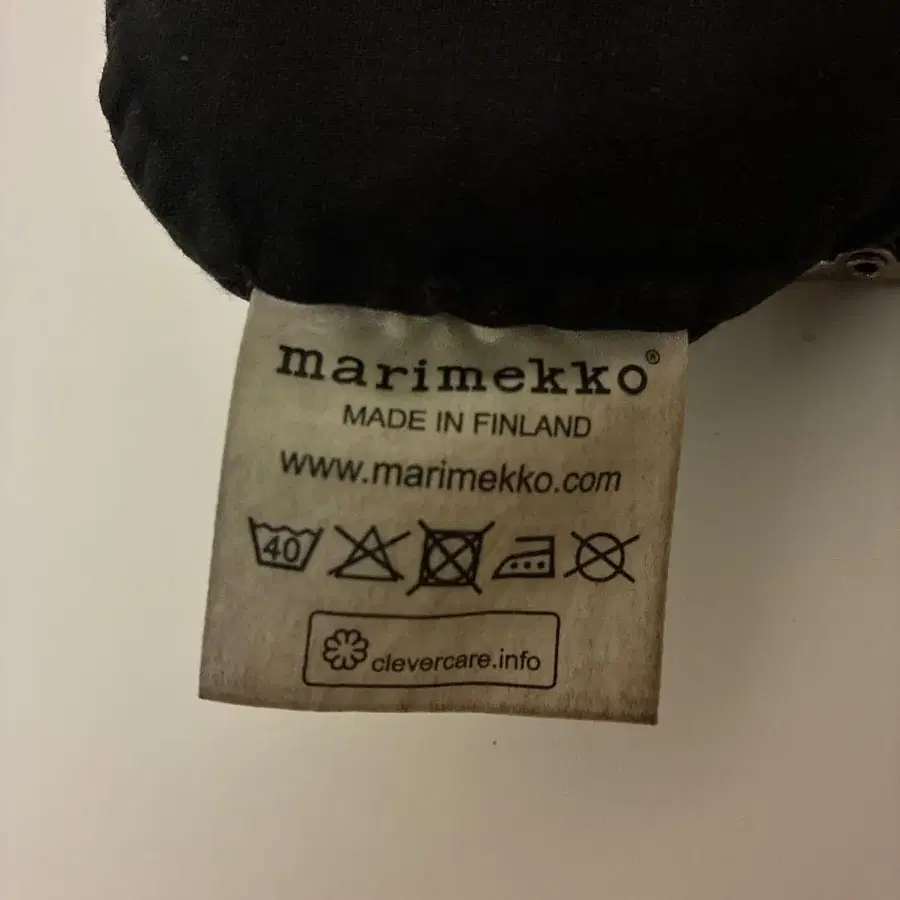 marimekko®
MADE IN FINLAND
www.marimekko.com
40
clevercare.info